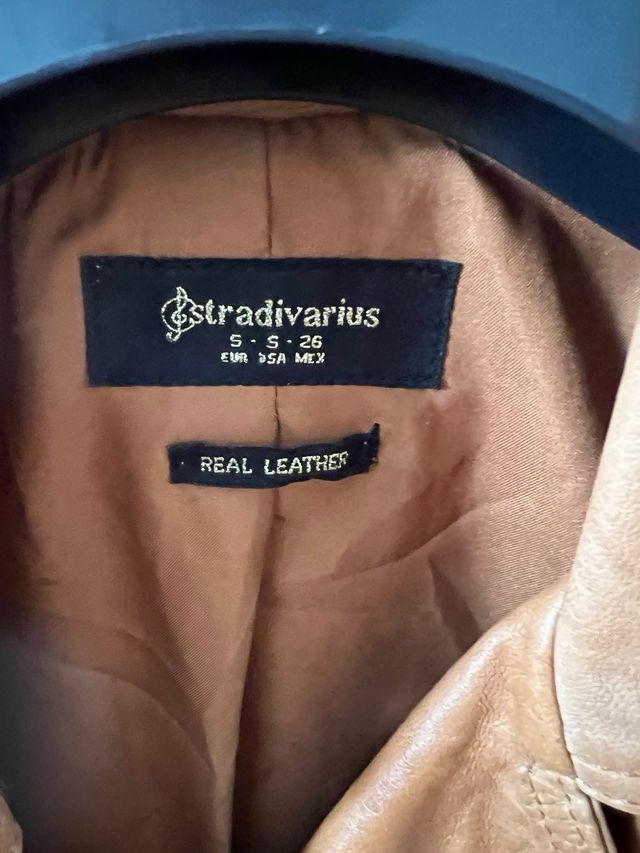 stradivarius
S - S - 26
EUR USA MEX
REAL LEATHER